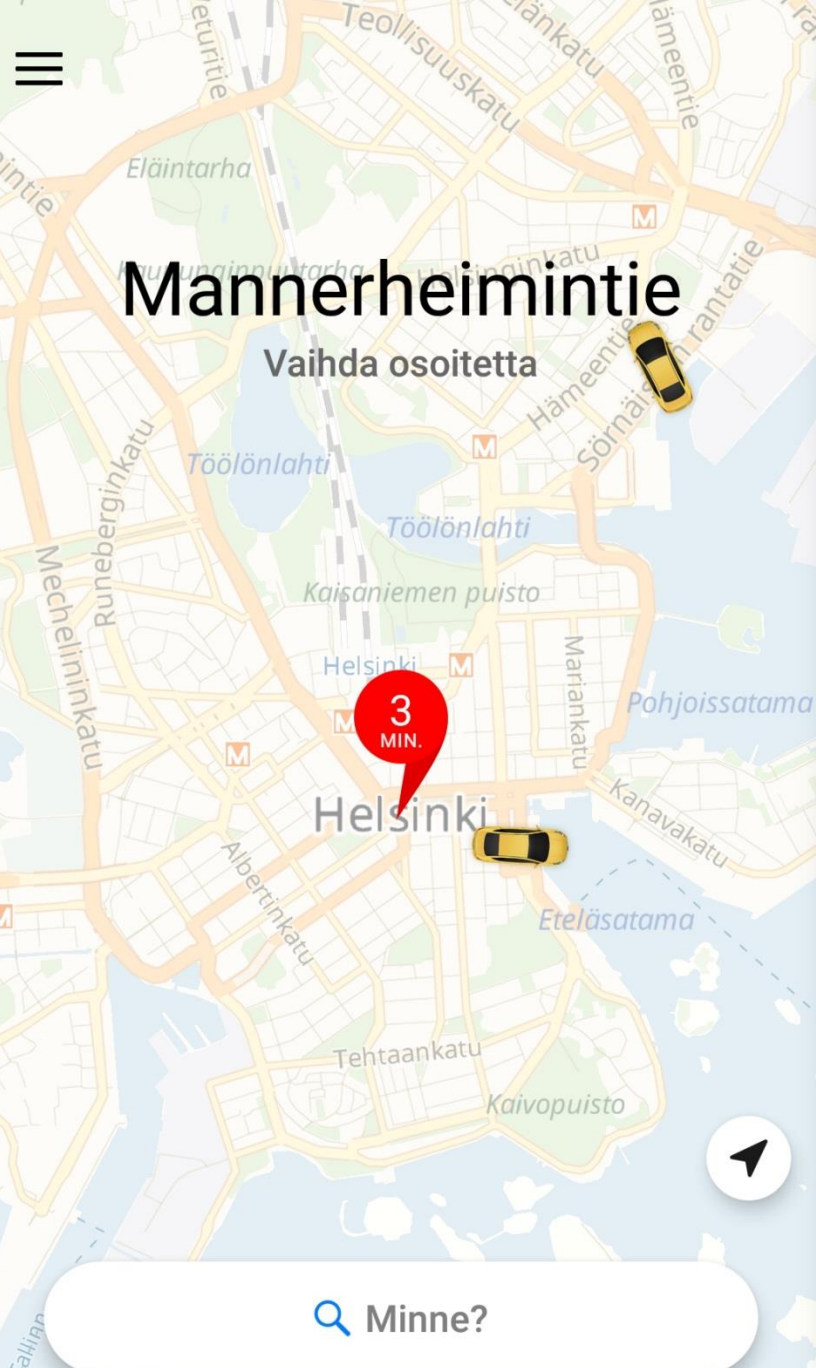 Teollisuuskatu
Hämeentie
Eläintarha
Helsinginkatu
Mannerheimintie
Vaihda osoitetta
Hämeentie
Runeberginkatu
Töölönlahti
Töölönlahti
Mechelininkatu
Kaisaniemen puisto
Helsinki
Mariankatu
Pohjoissatama
3
MIN.
Helsinki
Kanavakatu
Albertinkatu
Eteläsatama
Tehtaankatu
Kaivopuisto
Minne?
M
M
M
M
M